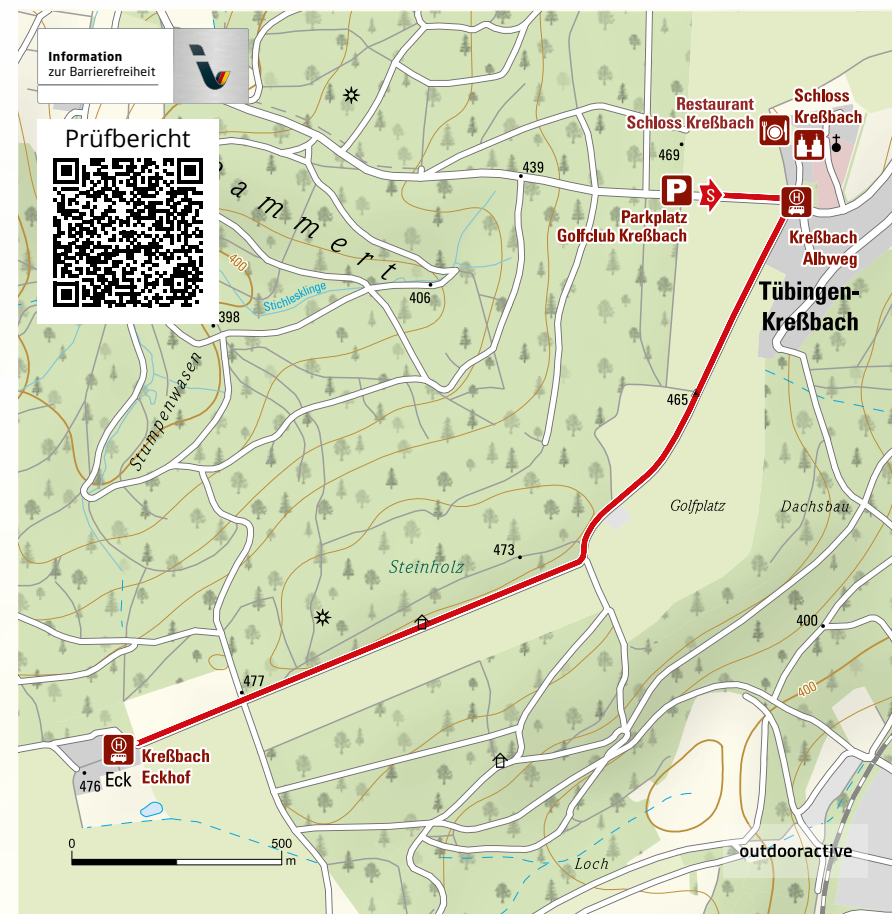 Information
zur Barrierefreiheit
Prüfbericht
ammert
Restaurant
Schloss Kreßbach
Schloss
Kreßbach
469
439
P
S
H
Parkplatz
Golfclub Kreßbach
Kreßbach
Albweg
Tübingen-
Kreßbach
400
406
Stichlesklinge
398
Stumpenwasen
465
Golfplatz
Dachsbau
473
Steinholz
400
477
400
H
Kreßbach
Eckhof
476
Eck
0
500
m
Loch
outdooractive